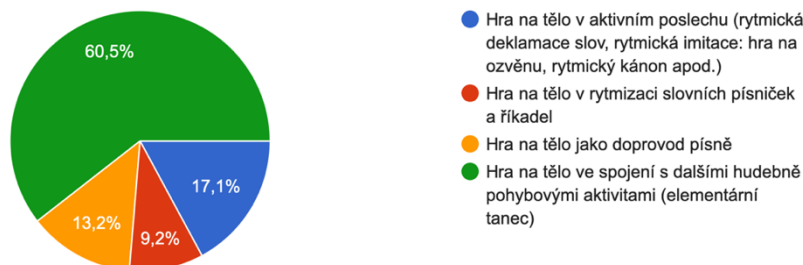 60,5%
17,1%
13,2%
9,2%
Hra na tělo v aktivním poslechu (rytmická
deklamace slov, rytmická imitace: hra na
ozvěnu, rytmický kánon apod.)
Hra na tělo v rytmizaci slovních písniček
a říkadel
Hra na tělo jako doprovod písně
Hra na tělo ve spojení s dalšími hudebně
pohybovými aktivitami (elementární
tanec)